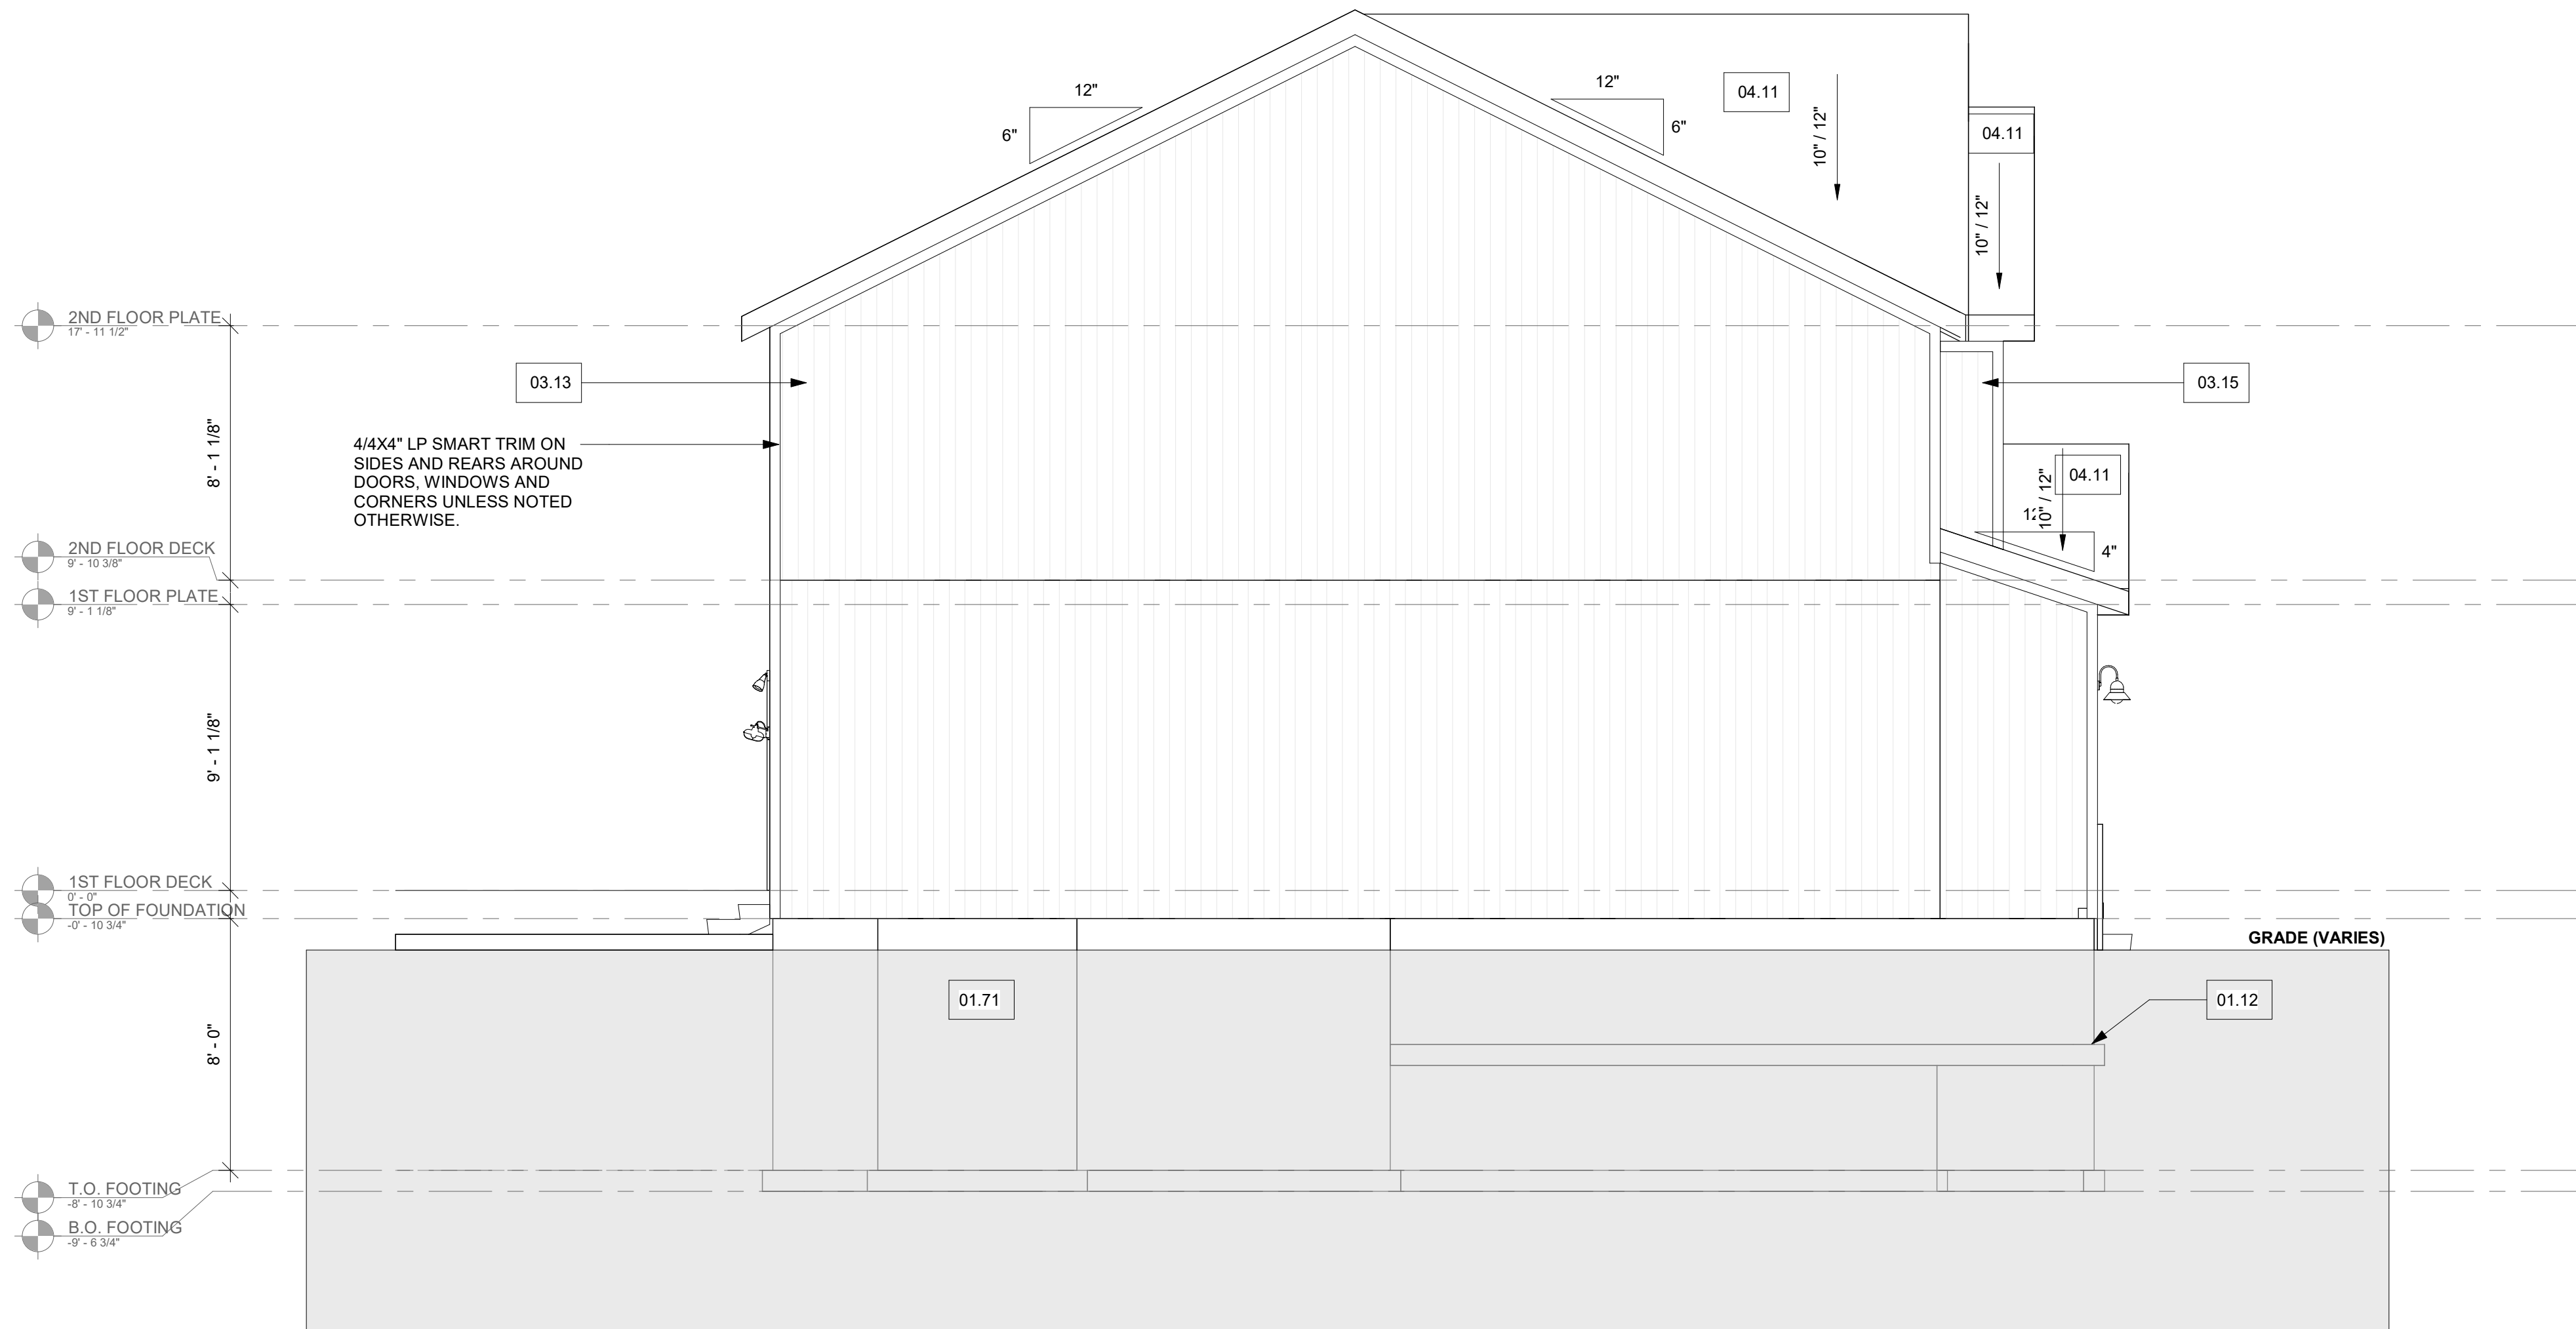 12"
6"
12"
6"
04.11
10" / 12"
04.11
10" / 12"
2ND FLOOR PLATE
17' - 11 1/2"
03.13
03.15
8' - 1 1/8"
4/4X4" LP SMART TRIM ON
SIDES AND REARS AROUND
DOORS, WINDOWS AND
CORNERS UNLESS NOTED
OTHERWISE.
04.11
10" / 12"
4"
2ND FLOOR DECK
9' - 10 3/8"
1ST FLOOR PLATE
9' - 1 1/8"
9' - 1 1/8"
1ST FLOOR DECK
0' - 0"
TOP OF FOUNDATION
-0' - 10 3/4"
GRADE (VARIES)
01.71
01.12
8' - 0"
T.O. FOOTING
-8' - 10 3/4"
B.O. FOOTING
-9' - 6 3/4"